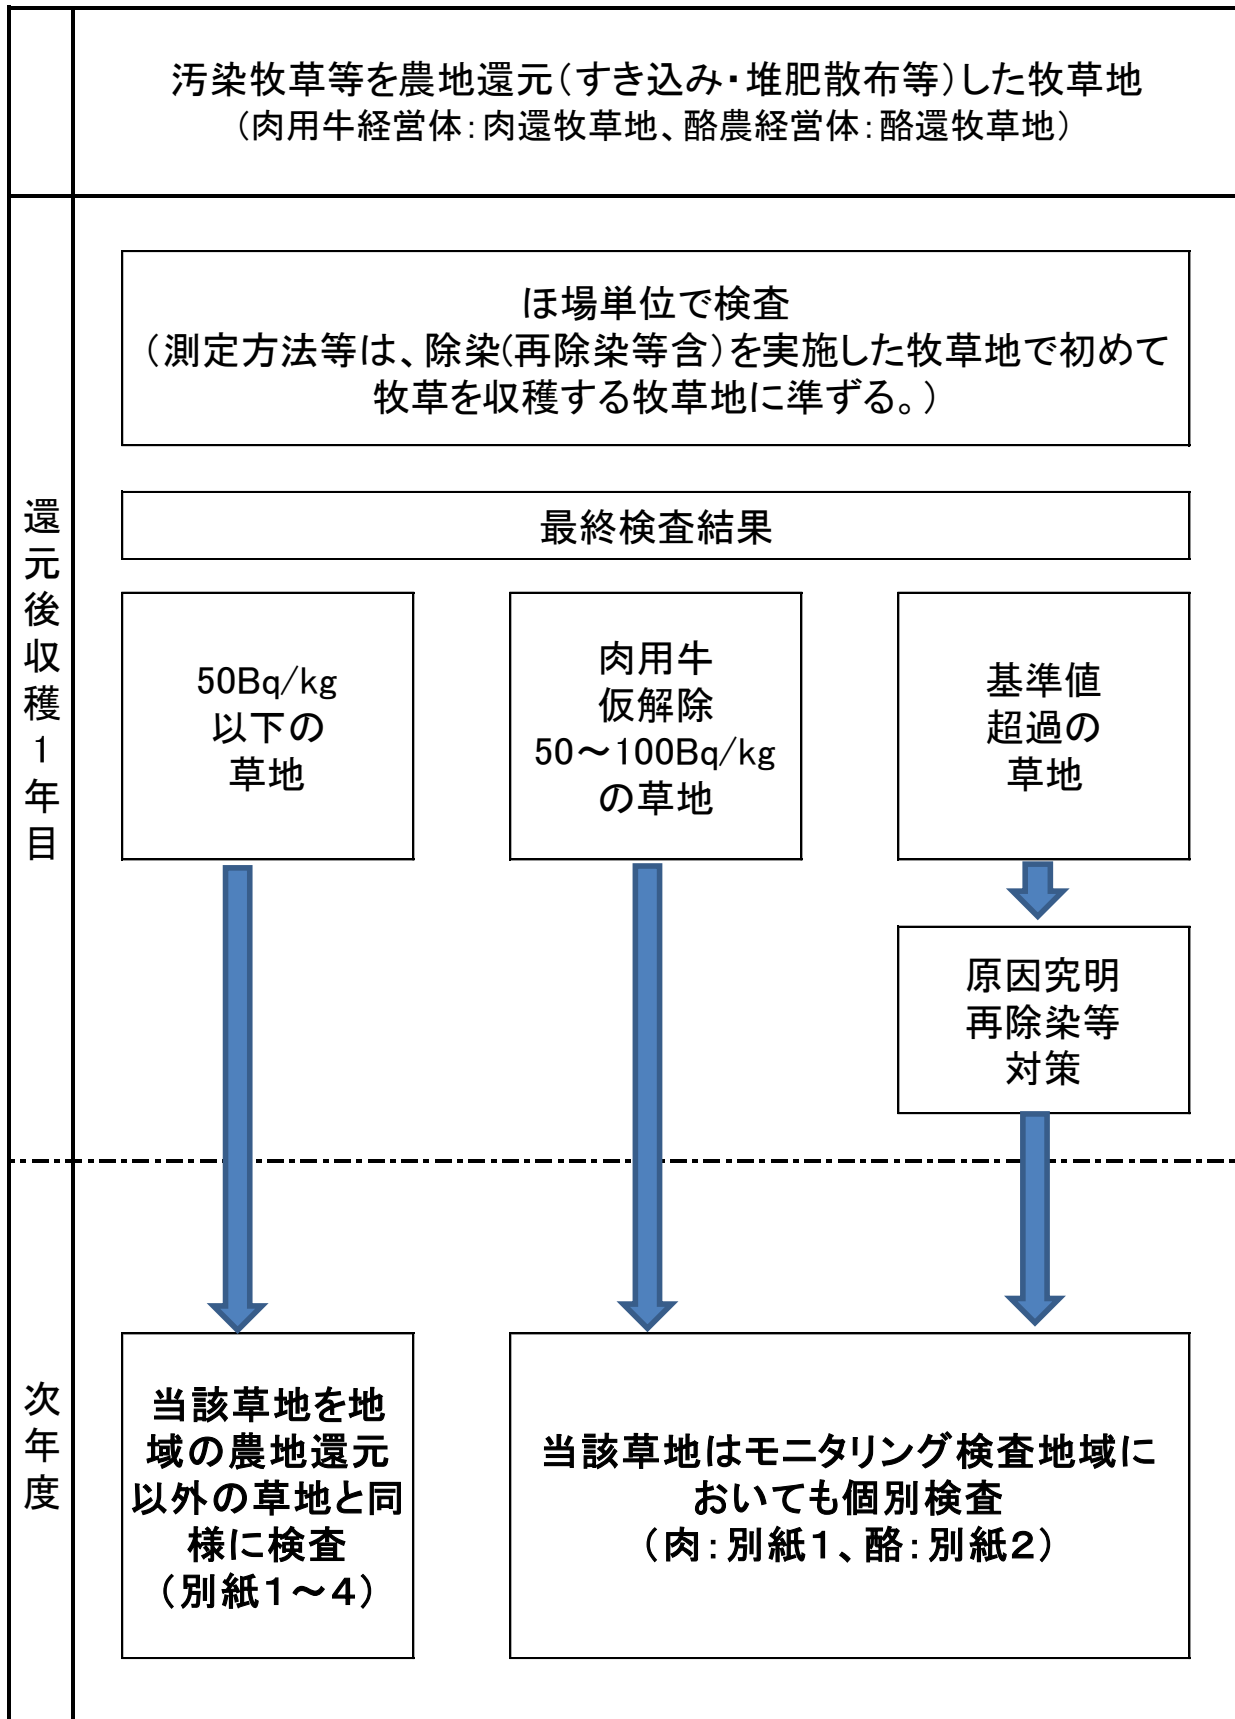 汚染牧草等を農地還元（すき込み・堆肥散布等）した牧草地
（肉用牛経営体：肉還牧草地、酪農経営体：酪還牧草地）
還元後収穫１年目
ほ場単位で検査
（測定方法等は、除染(再除染等含）を実施した牧草地で初めて
牧草を収穫する牧草地に準ずる。）
最終検査結果
50Bq/kg
以下の
草地
肉用牛
仮解除
50～100Bq/kg
の草地
基準値
超過の
草地
原因究明
再除染等
対策
次年度
当該草地を地
域の農地還元
以外の草地と同
様に検査
（別紙１～４）
当該草地はモニタリング検査地域に
おいても個別検査
（肉：別紙１、酪：別紙２）